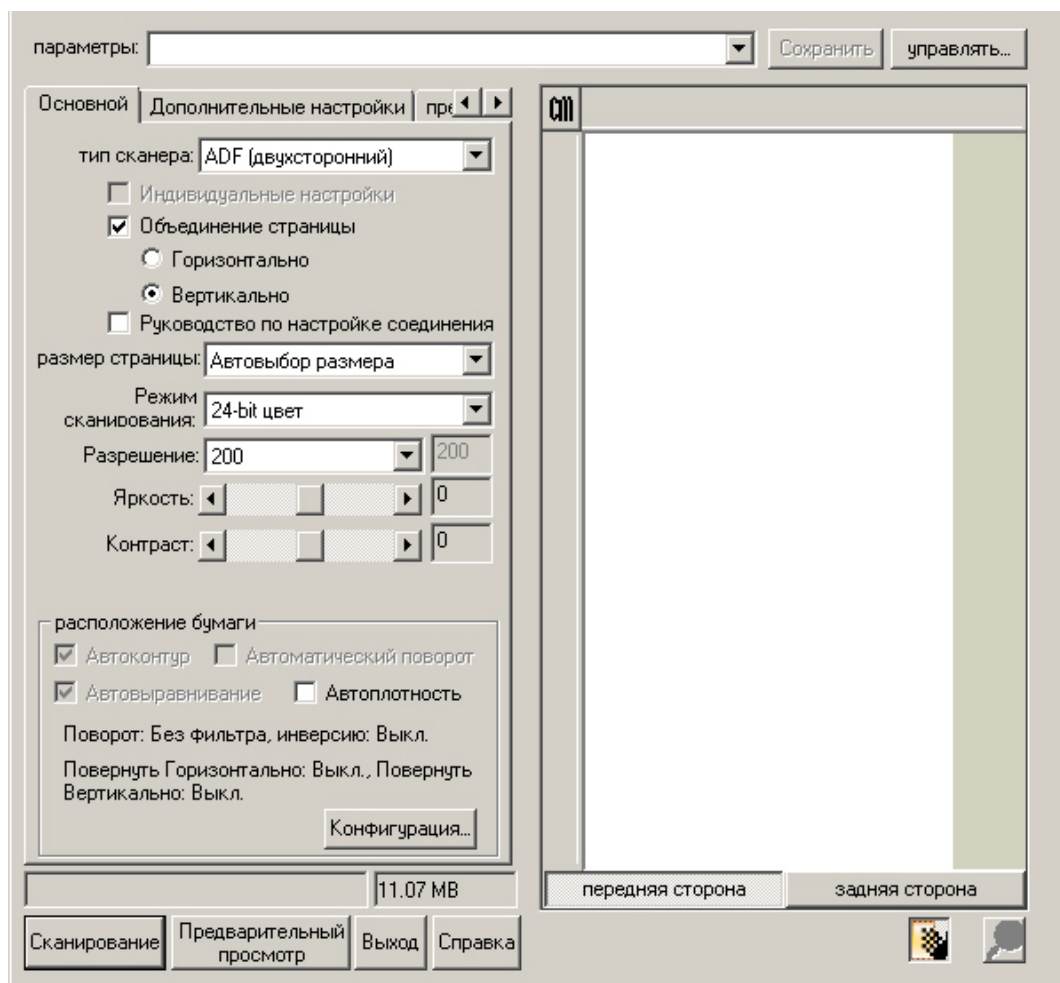 параметры:
Сохранить
управлять...
Основной
Дополнительные настройки
пре
см
тип сканера: ADF (двухсторонний)
Индивидуальные настройки
Объединение страницы
Горизонтально
Вертикально
Руководство по настройке соединения
размер страницы: Автовыбор размера
Режим
сканирования: 24-bit цвет
Разрешение: 200 200
Яркость: 0
Контраст: 0
расположение бумаги
Автоконтур Автоматический поворот
Автовыравнивание Автоплотность
Поворот: Без фильтра, инверсию: Выкл.
Повернуть Горизонтально: Выкл., Повернуть
Вертикально: Выкл.
Конфигурация...
11.07 MB
передняя сторона
задняя сторона
Сканирование
Предварительный
просмотр
Выход
Справка